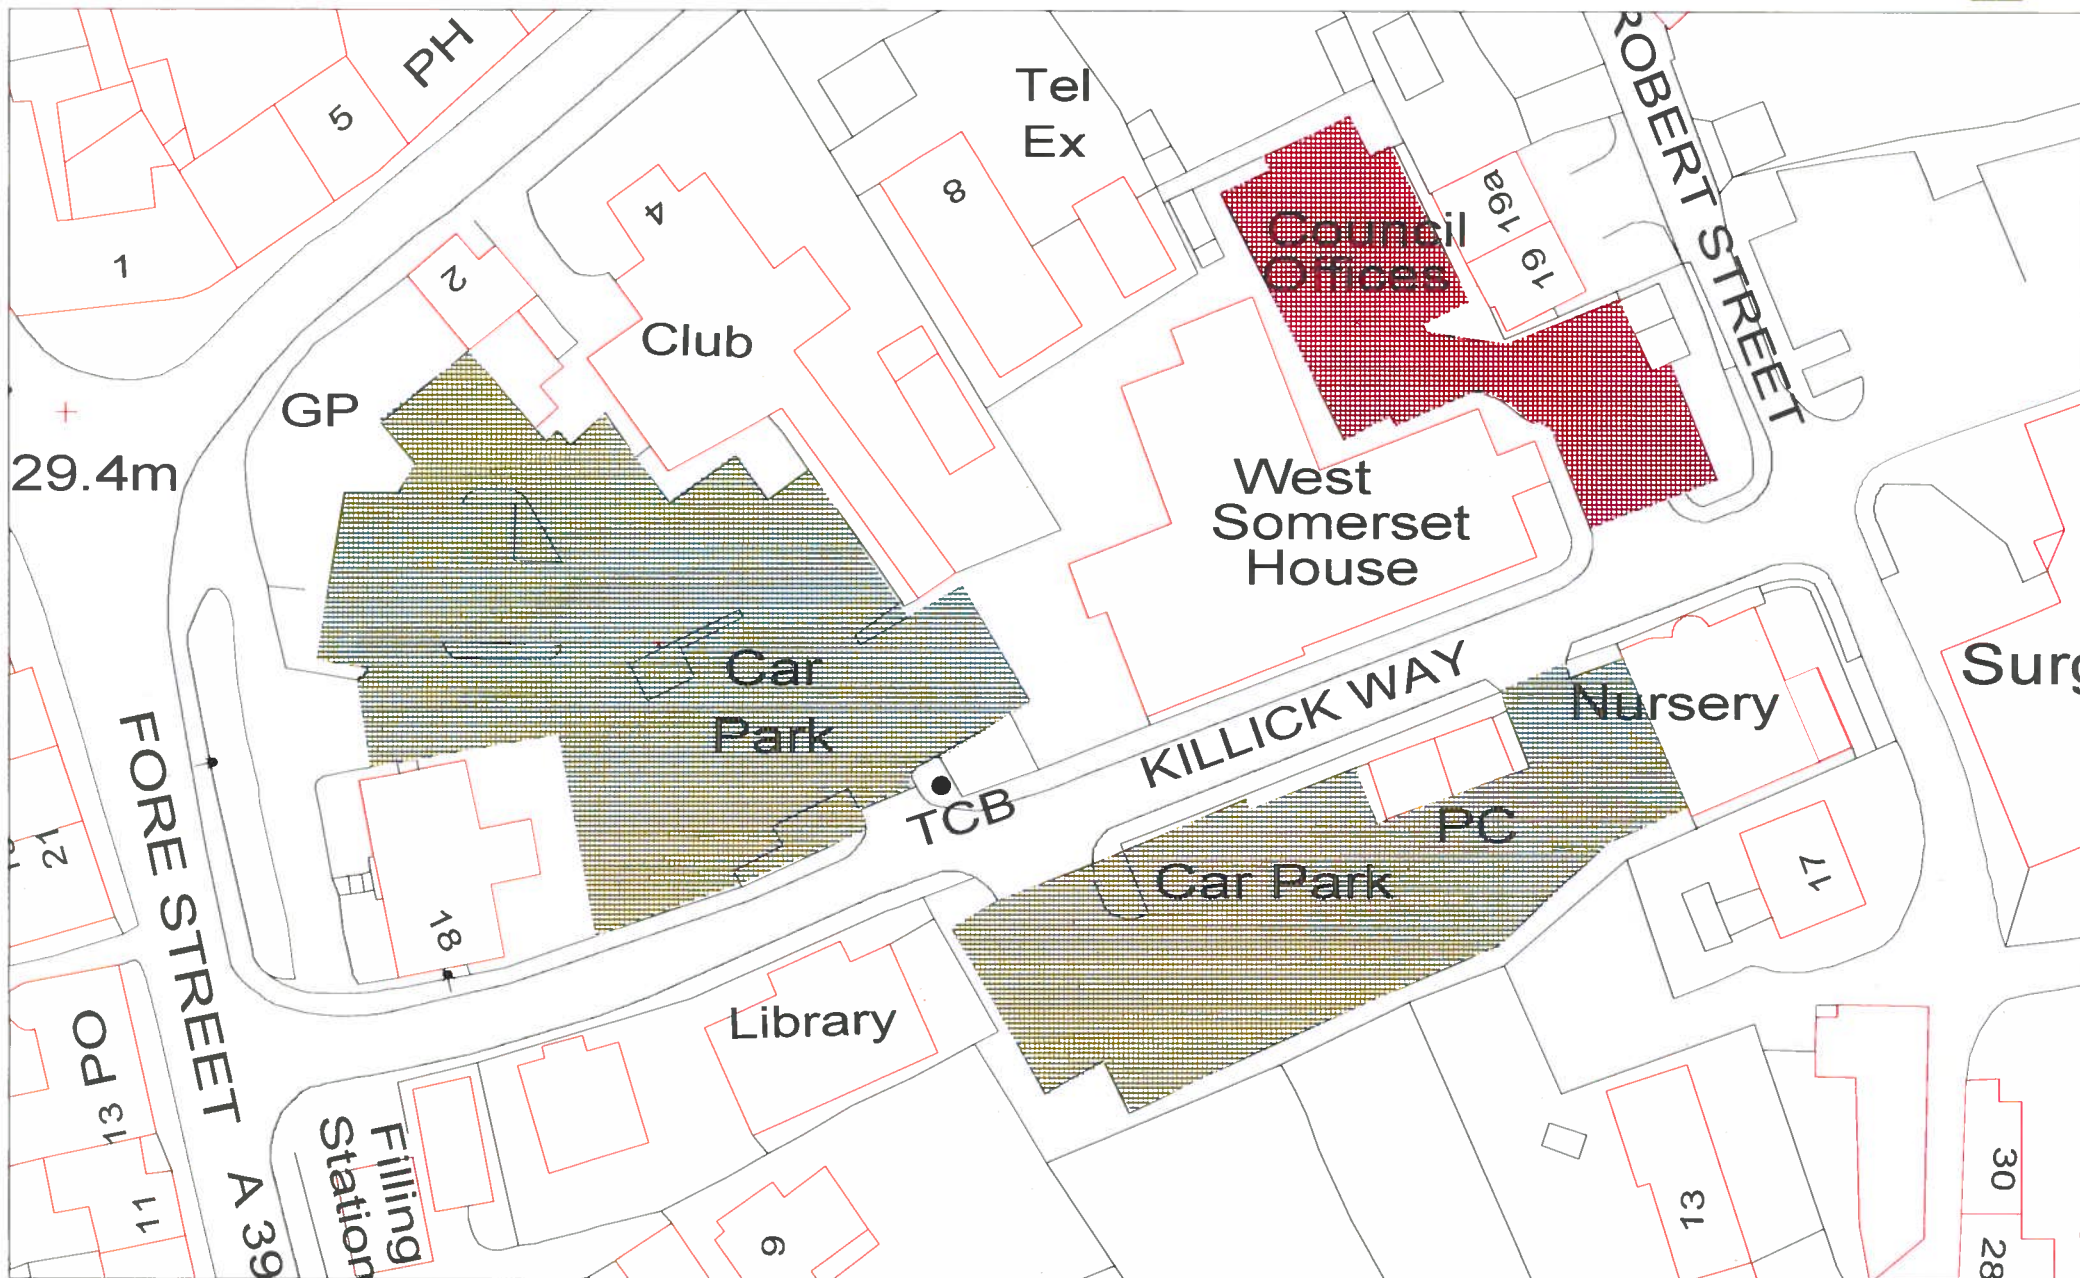 PH
5
1
Tel
Ex
8
4
2
Club
GP
29.4m
Council
Offices
19a
19
ROBERT STREET
West
Somerset
House
Car
Park
KILLICK WAY
Nursery
TCB
PC
Car Park
17
18
21
FORE STREET
A 39
PO
13
11
Library
Filling
Station
9
13
30
28